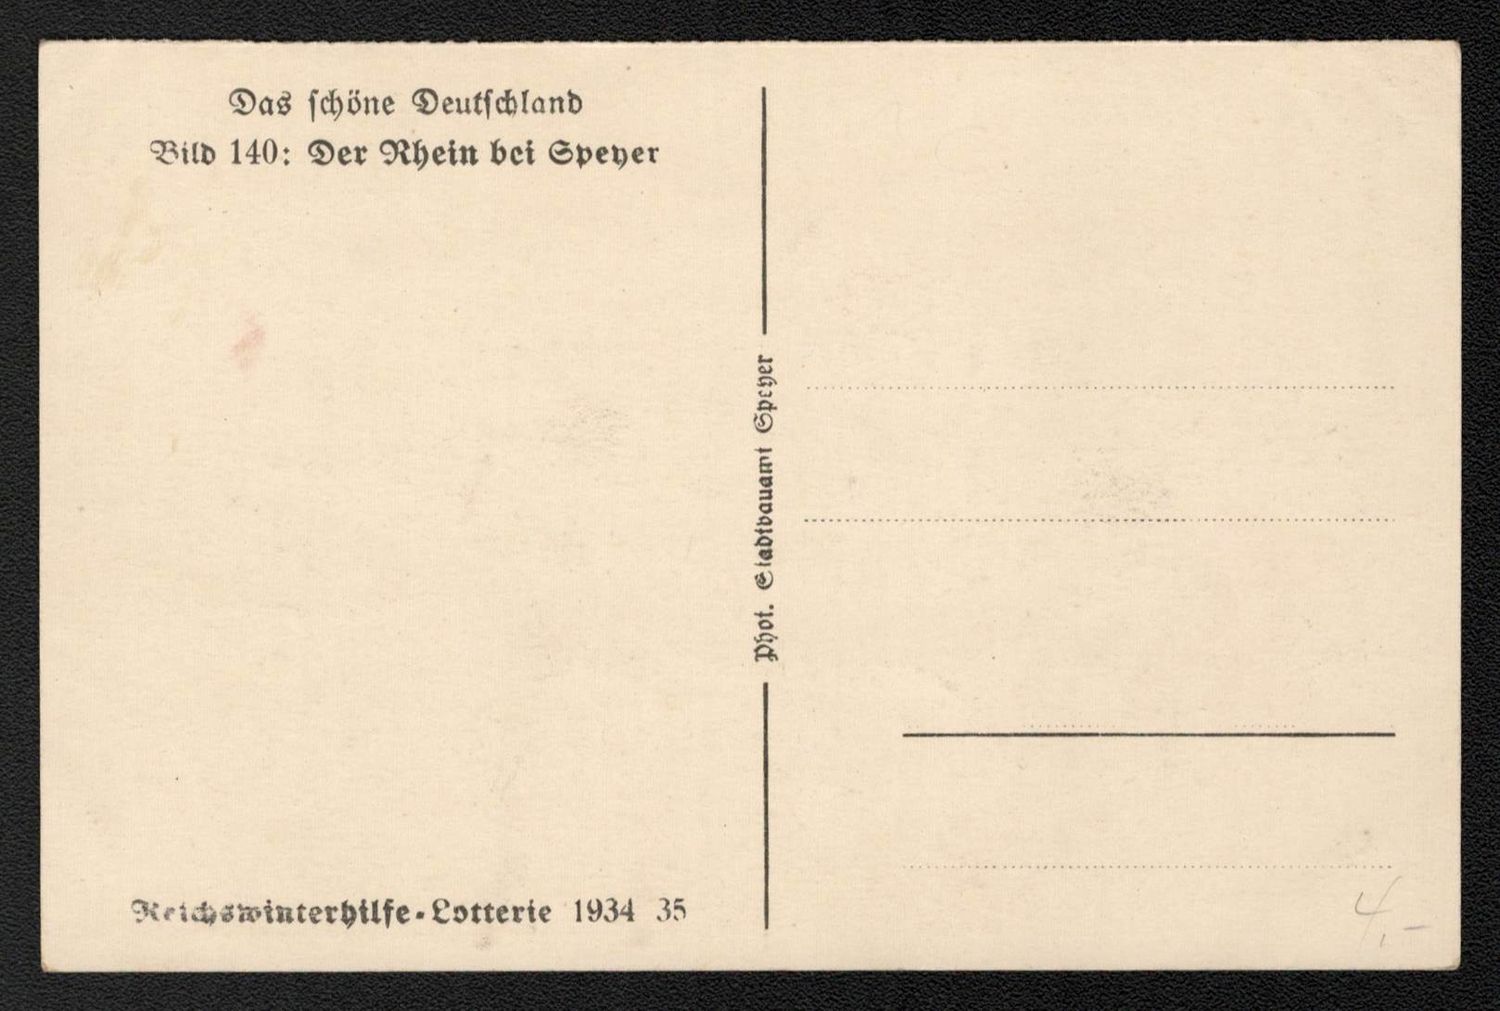 Das schöne Deutschland
Bild 140: Der Rhein bei Speyer
Phot. Stadtbauamt Speyer
Reichswinterhilfe-Lotterie 1934 35
4,-